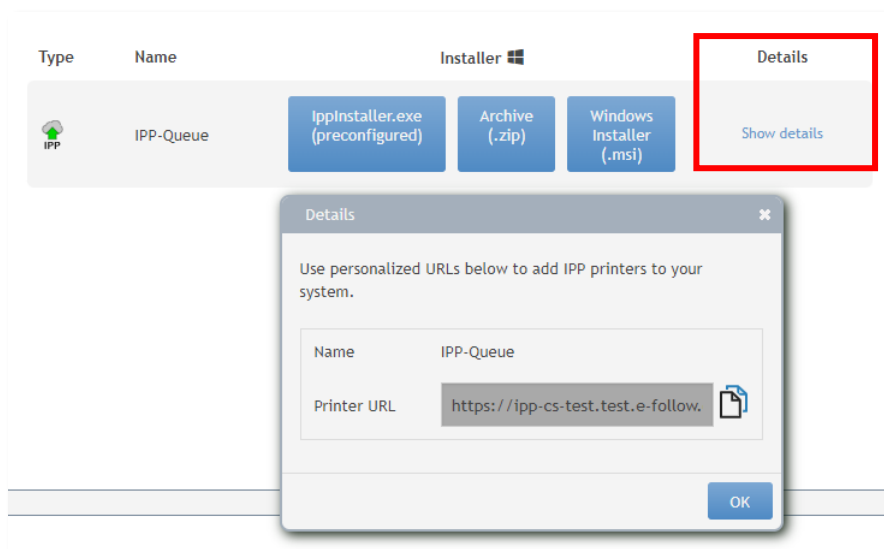 Type Name Installer Details
IPP
IPP-Queue
IppInstaller.exe
(preconfigured)
Archive
(.zip)
Windows
Installer
(.msi)
Show details
Details
Use personalized URLs below to add IPP printers to your
system.
Name IPP-Queue
Printer URL https://ipp-cs-test.test.e-follow.
OK